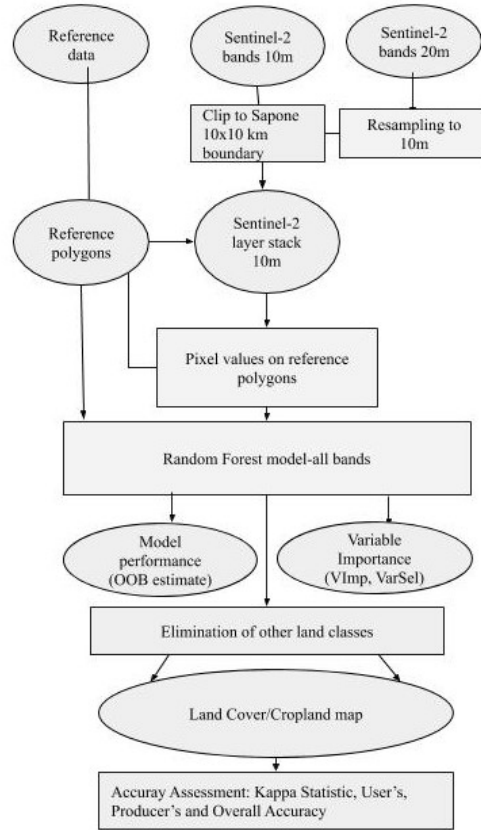 Reference
data
Sentinel-2
bands 10m
Sentinel-2
bands 20m
Clip to Sapone
10x10 km
boundary
Resampling to
10m
Reference
polygons
Sentinel-2
layer stack
10m
Pixel values on reference
polygons
Random Forest model-all bands
Model
performance
(OOB estimate)
Variable
Importance
(VImp, VarSel)
Elimination of other land classes
Land Cover/Cropland map
Accuray Assessment: Kappa Statistic, User's,
Producer's and Overall Accuracy